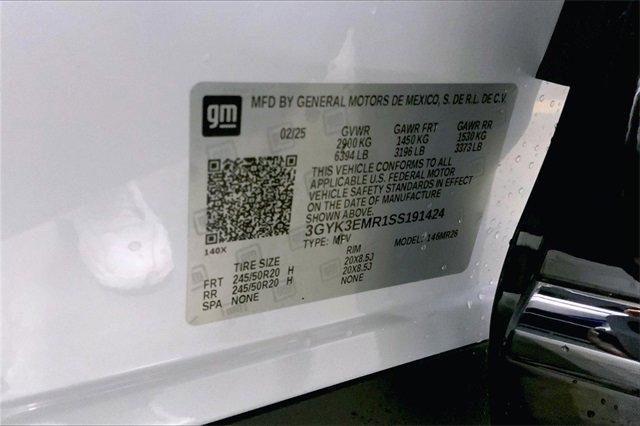 gm MFD BY GENERAL MOTORS DE MEXICO, S. DE R.L. DE C.V.
02/25 GVWR GAWR FRT GAWR RR
2900 KG 1450 KG 1530 KG
6394 LB 3196 LB 3373 LB
THIS VEHICLE CONFORMS TO ALL
APPLICABLE U.S. FEDERAL MOTOR
VEHICLE SAFETY STANDARDS IN EFFECT
ON THE DATE OF MANUFACTURE
SHOWN ABOVE.
3GYK3EMR1SS191424
140X TYPE: MPV MODEL: 146MR26
TIRE SIZE RIM
FRT 245/50R20 H 20X8.5J
RR 245/50R20 H 20X8.5J
SPA NONE NONE